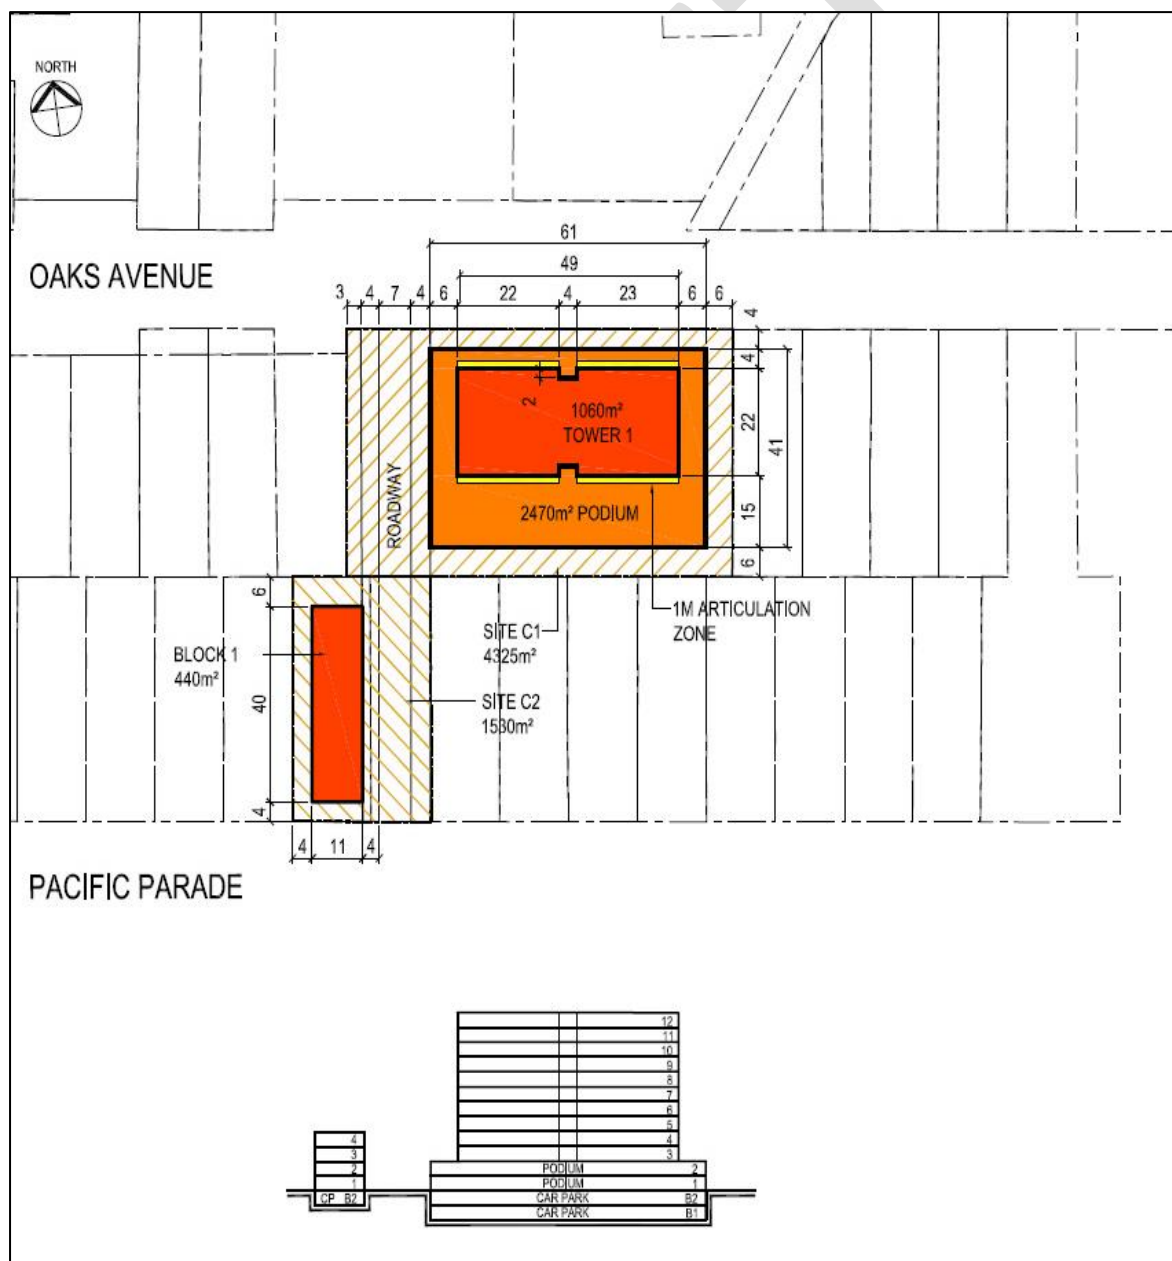 NORTH
OAKS AVENUE
61
49
3 4 7 4 6 22 4 23 6 6
4
4
2
22
41
15
6
1060m²
TOWER 1
ROADWAY
2470m² PODIUM
1M ARTICULATION
ZONE
SITE C1
4325m²
SITE C2
1530m²
BLOCK 1
440m²
6
40
4
4 11 4
PACIFIC PARADE
12
11
10
9
8
7
6
5
4
3
PODIUM 2
PODIUM 1
CAR PARK B2
CAR PARK B1
4
3
2
1
CP B2